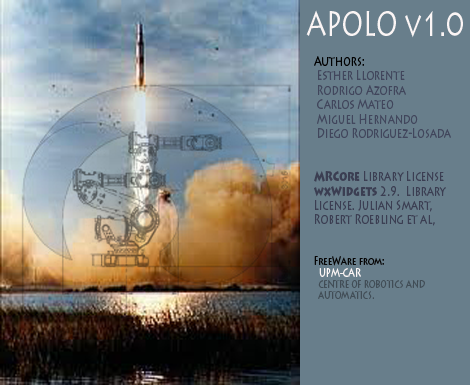 APOLO v1.0
AUTHORS:
ESTHER LLORENTE
RODRIGO AZOFRA
CARLOS MATEO
MIGUEL HERNANDO
DIEGO RODRIGUEZ-LOSADA
MRCORE LIBRARY LICENSE
WXWIDGETS 2.9. LIBRARY
LICENSE. JULIAN SMART,
ROBERT ROEBLING ET AL,
FREEWARE FROM:
UPM-CAR
CENTRE OF ROBOTICS AND
AUTOMATICS.